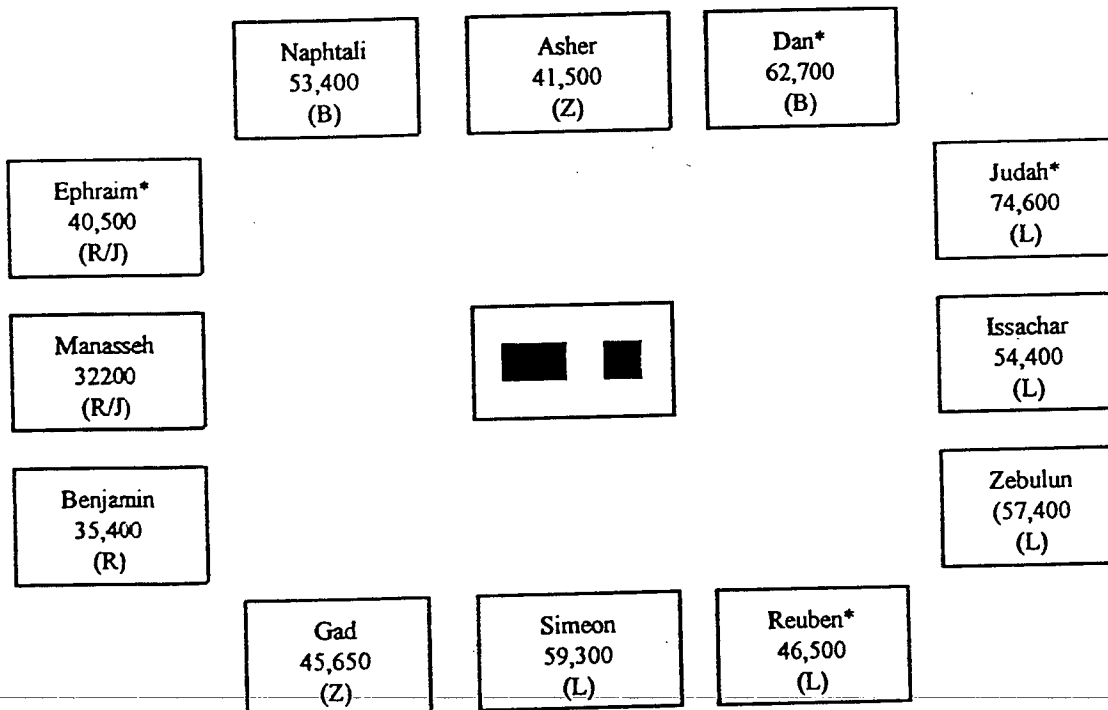 Naphtali
53,400
(B)
Asher
41,500
(Z)
Dan*
62,700
(B)
Ephraim*
40,500
(R/J)
Judah*
74,600
(L)
Manasseh
32200
(R/J)
Issachar
54,400
(L)
Benjamin
35,400
(R)
Zebulun
(57,400
(L)
Gad
45,650
(Z)
Simeon
59,300
(L)
Reuben*
46,500
(L)